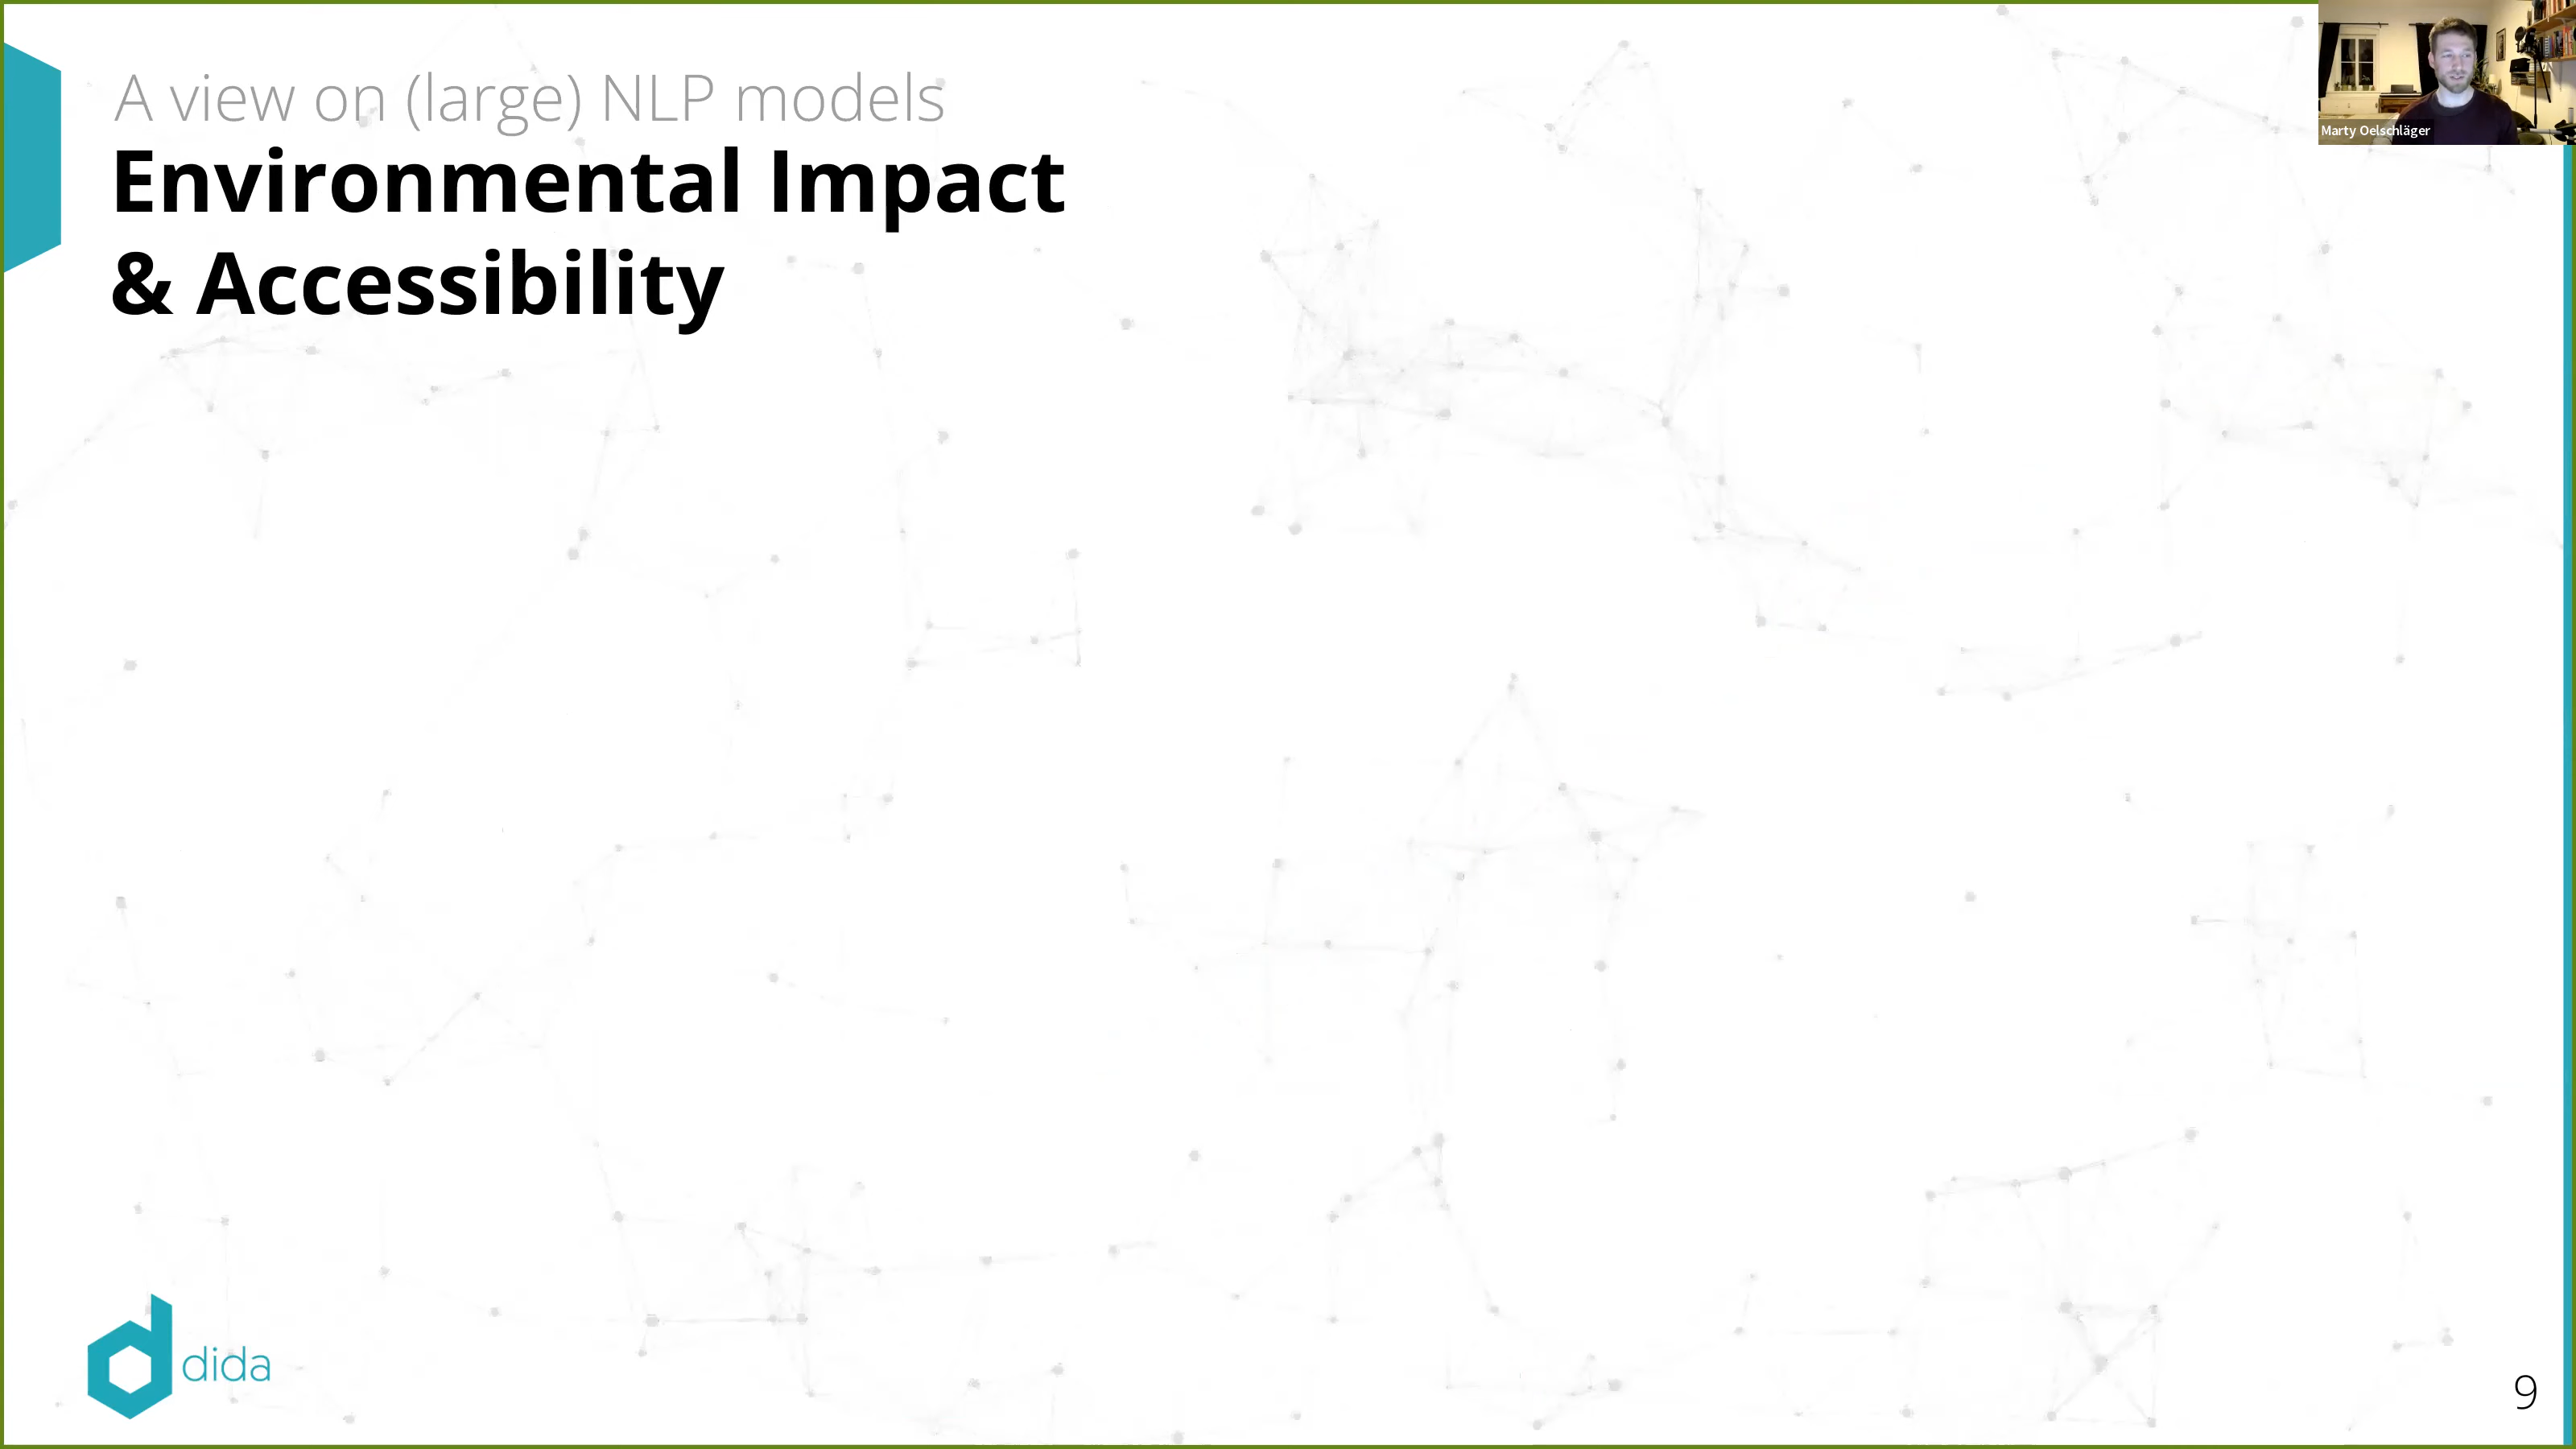 A view on (large) NLP models
Environmental Impact
& Accessibility
Marty Oelschläger
dida
9